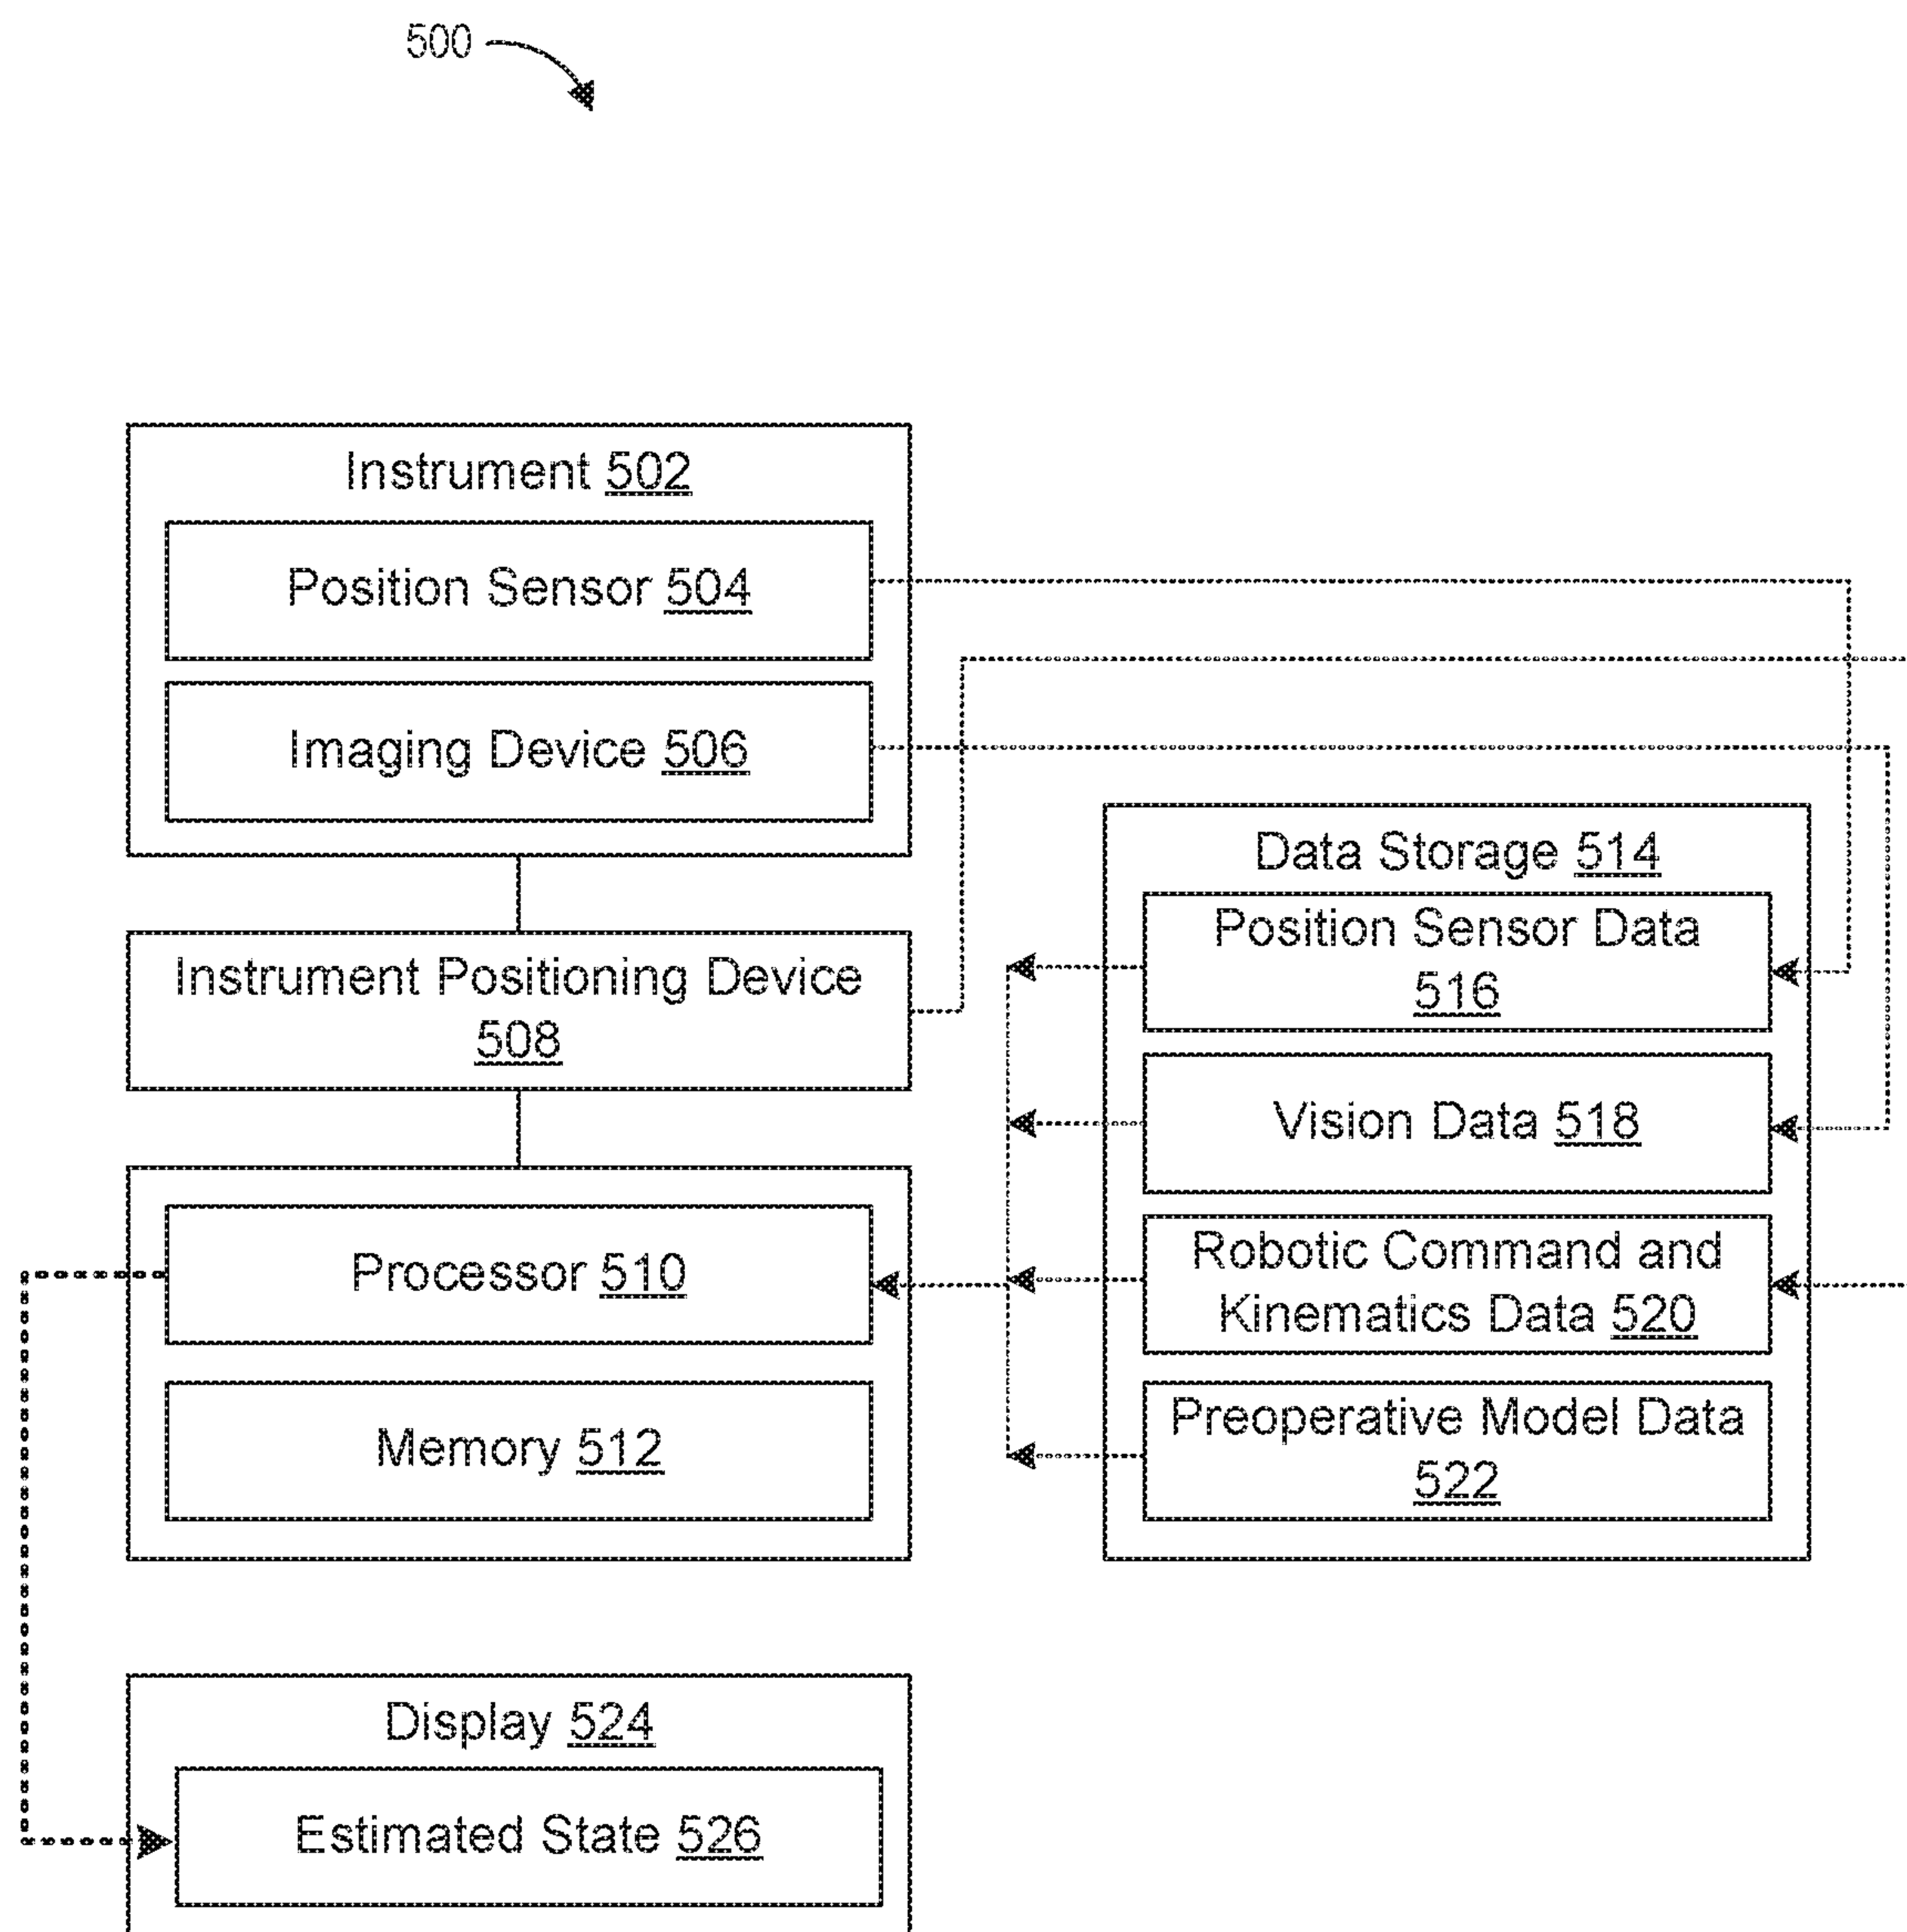 500
Instrument 502
Position Sensor 504
Imaging Device 506
Instrument Positioning Device
508
Processor 510
Memory 512
Data Storage 514
Position Sensor Data
516
Vision Data 518
Robotic Command and
Kinematics Data 520
Preoperative Model Data
522
Display 524
Estimated State 526